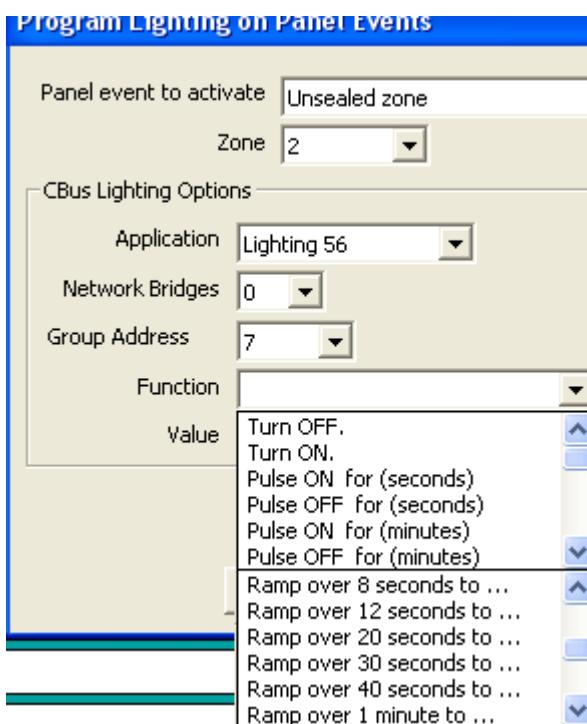 Program Lighting on Panel Events
Panel event to activate Unsealed zone
Zone 2
CBus Lighting Options
Application Lighting 56
Network Bridges 0
Group Address 7
Function
Value
Turn OFF.
Turn ON.
Pulse ON for (seconds)
Pulse OFF for (seconds)
Pulse ON for (minutes)
Pulse OFF for (minutes)
Ramp over 8 seconds to ...
Ramp over 12 seconds to ...
Ramp over 20 seconds to ...
Ramp over 30 seconds to ...
Ramp over 40 seconds to ...
Ramp over 1 minute to ...